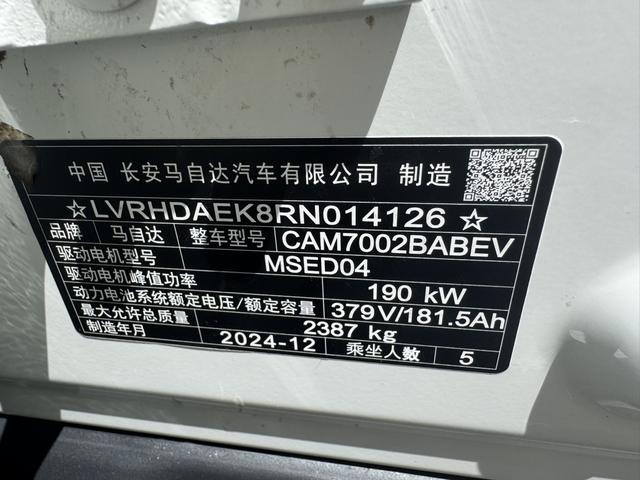 中国 长安马自达汽车有限公司 制造
☆LVRHDAEK8RN014126☆
品牌 马自达 整车型号 CAM7002BABEV
驱动电机型号 MSED04
驱动电机峰值功率 190 kW
动力电池系统额定电压/额定容量 379V/181.5Ah
最大允许总质量 2387 kg
制造年月 2024-12 乘坐人数 5